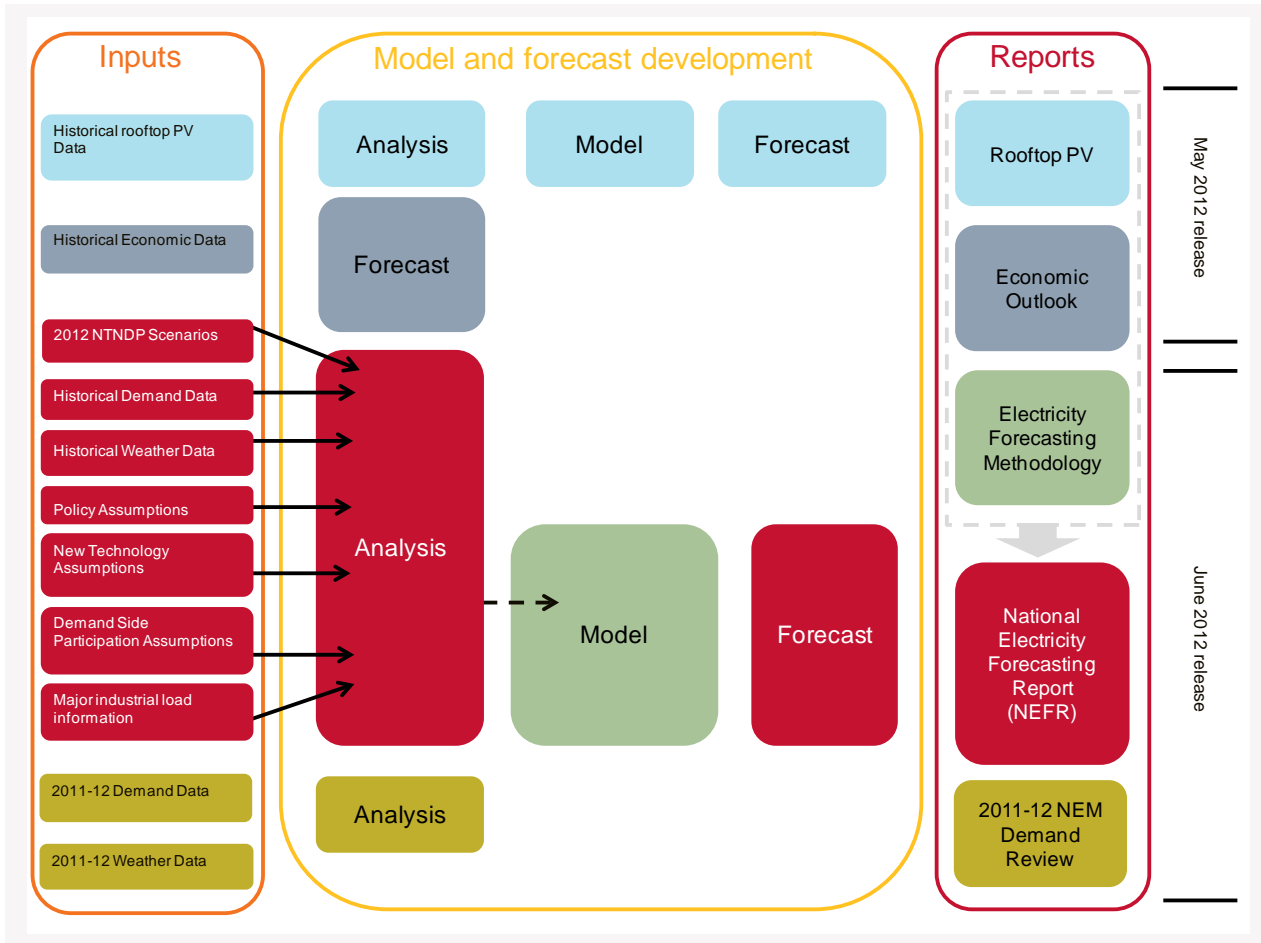 Inputs
Model and forecast development
Reports
Historical rooftop PV
Data
Analysis
Model
Forecast
Rooftop PV
May 2012 release
Historical Economic Data
Forecast
Economic
Outlook
2012 NTNDP Scenarios
Historical Demand Data
Historical Weather Data
Policy Assumptions
New Technology
Assumptions
Demand Side
Participation Assumptions
Major industrial load
information
Analysis
Model
Forecast
Electricity
Forecasting
Methodology
National
Electricity
Forecasting
Report
(NEFR)
June 2012 release
2011-12 Demand Data
2011-12 Weather Data
Analysis
2011-12 NEM
Demand
Review